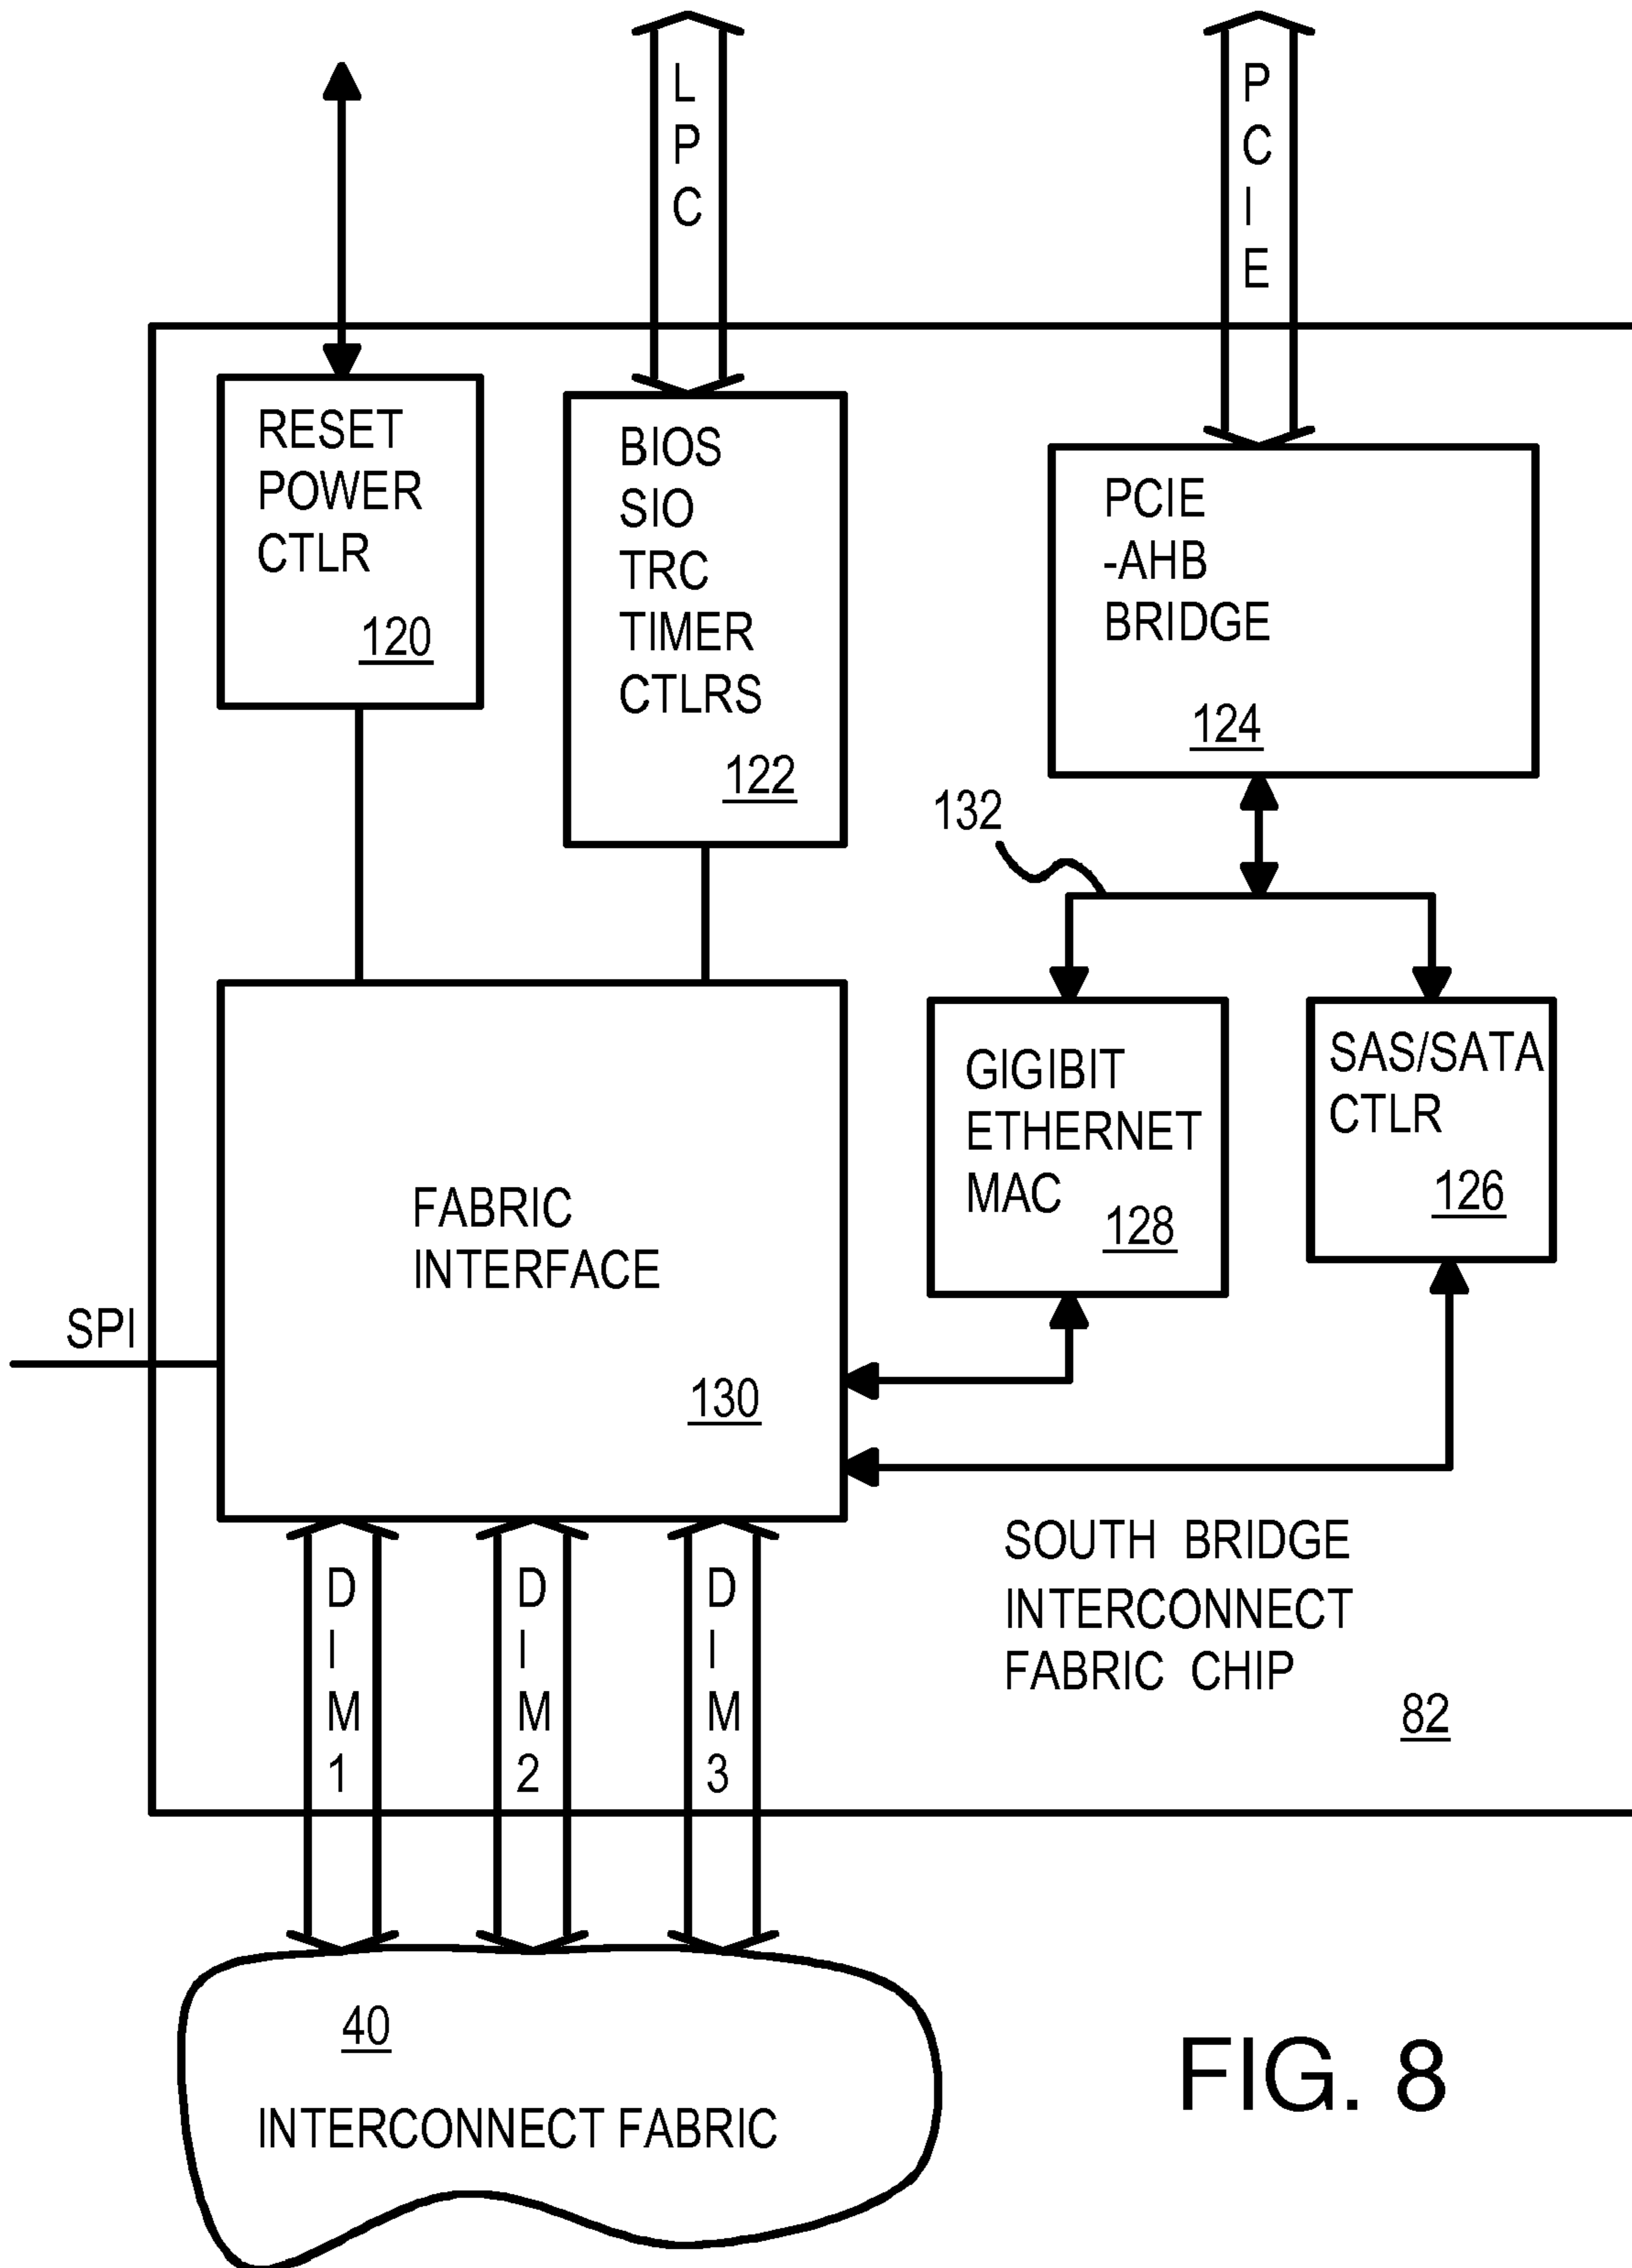 LPC
PCIE
RESET
POWER
CTLR
120
BIOS
SIO
TRC
TIMER
CTLRS
122
PCIE
-AHB
BRIDGE
124
132
GIGIBIT
ETHERNET
MAC
128
SAS/SATA
CTLR
126
FABRIC
INTERFACE
130
SPI
DIM1
DIM2
DIM3
SOUTH BRIDGE
INTERCONNECT
FABRIC CHIP
82
40
INTERCONNECT FABRIC
FIG. 8